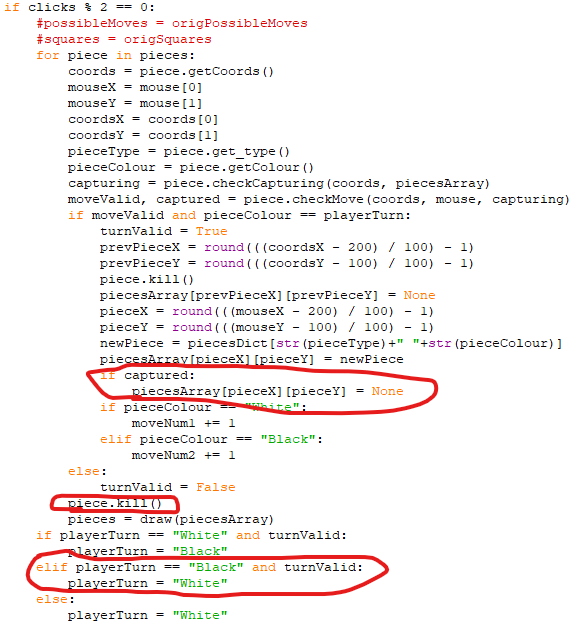 if clicks % 2 == 0:
    #possibleMoves = origPossibleMoves
    #squares = origSquares
    for piece in pieces:
        coords = piece.getCoords()
        mouseX = mouse[0]
        mouseY = mouse[1]
        coordsX = coords[0]
        coordsY = coords[1]
        pieceType = piece.get_type()
        pieceColour = piece.getColour()
        capturing = piece.checkCapturing(coords, piecesArray)
        moveValid, captured = piece.checkMove(coords, mouse, capturing)
        if moveValid and pieceColour == playerTurn:
            turnValid = True
            prevPieceX = round(((coordsX - 200) / 100) - 1)
            prevPieceY = round(((coordsY - 100) / 100) - 1)
            piece.kill()
            piecesArray[prevPieceX][prevPieceY] = None
            pieceX = round(((mouseX - 200) / 100) - 1)
            pieceY = round(((mouseY - 100) / 100) - 1)
            newPiece = piecesDict[str(pieceType)+" "+str(pieceColour)]
            piecesArray[pieceX][pieceY] = newPiece
            if captured:
                piecesArray[pieceX][pieceY] = None
            if pieceColour == "White":
                moveNum1 += 1
            elif pieceColour == "Black":
                moveNum2 += 1
        else:
            turnValid = False
        piece.kill()
        pieces = draw(piecesArray)
    if playerTurn == "White" and turnValid:
        playerTurn = "Black"
    elif playerTurn == "Black" and turnValid:
        playerTurn = "White"
    else:
        playerTurn = "White"